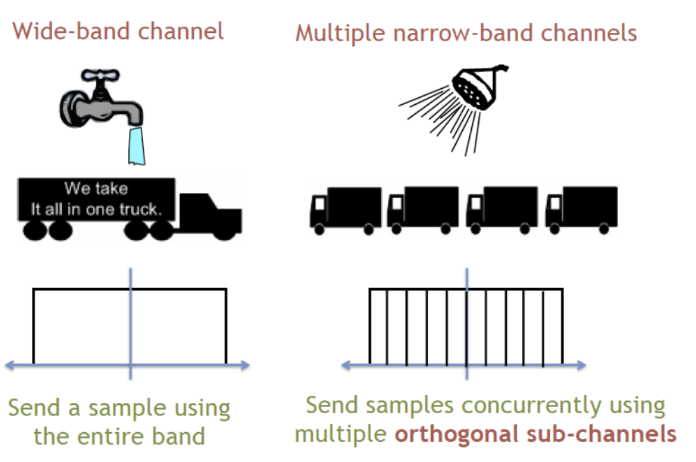 Wide-band channel
Multiple narrow-band channels
We take
It all in one truck.
Send a sample using
the entire band
Send samples concurrently using
multiple orthogonal sub-channels